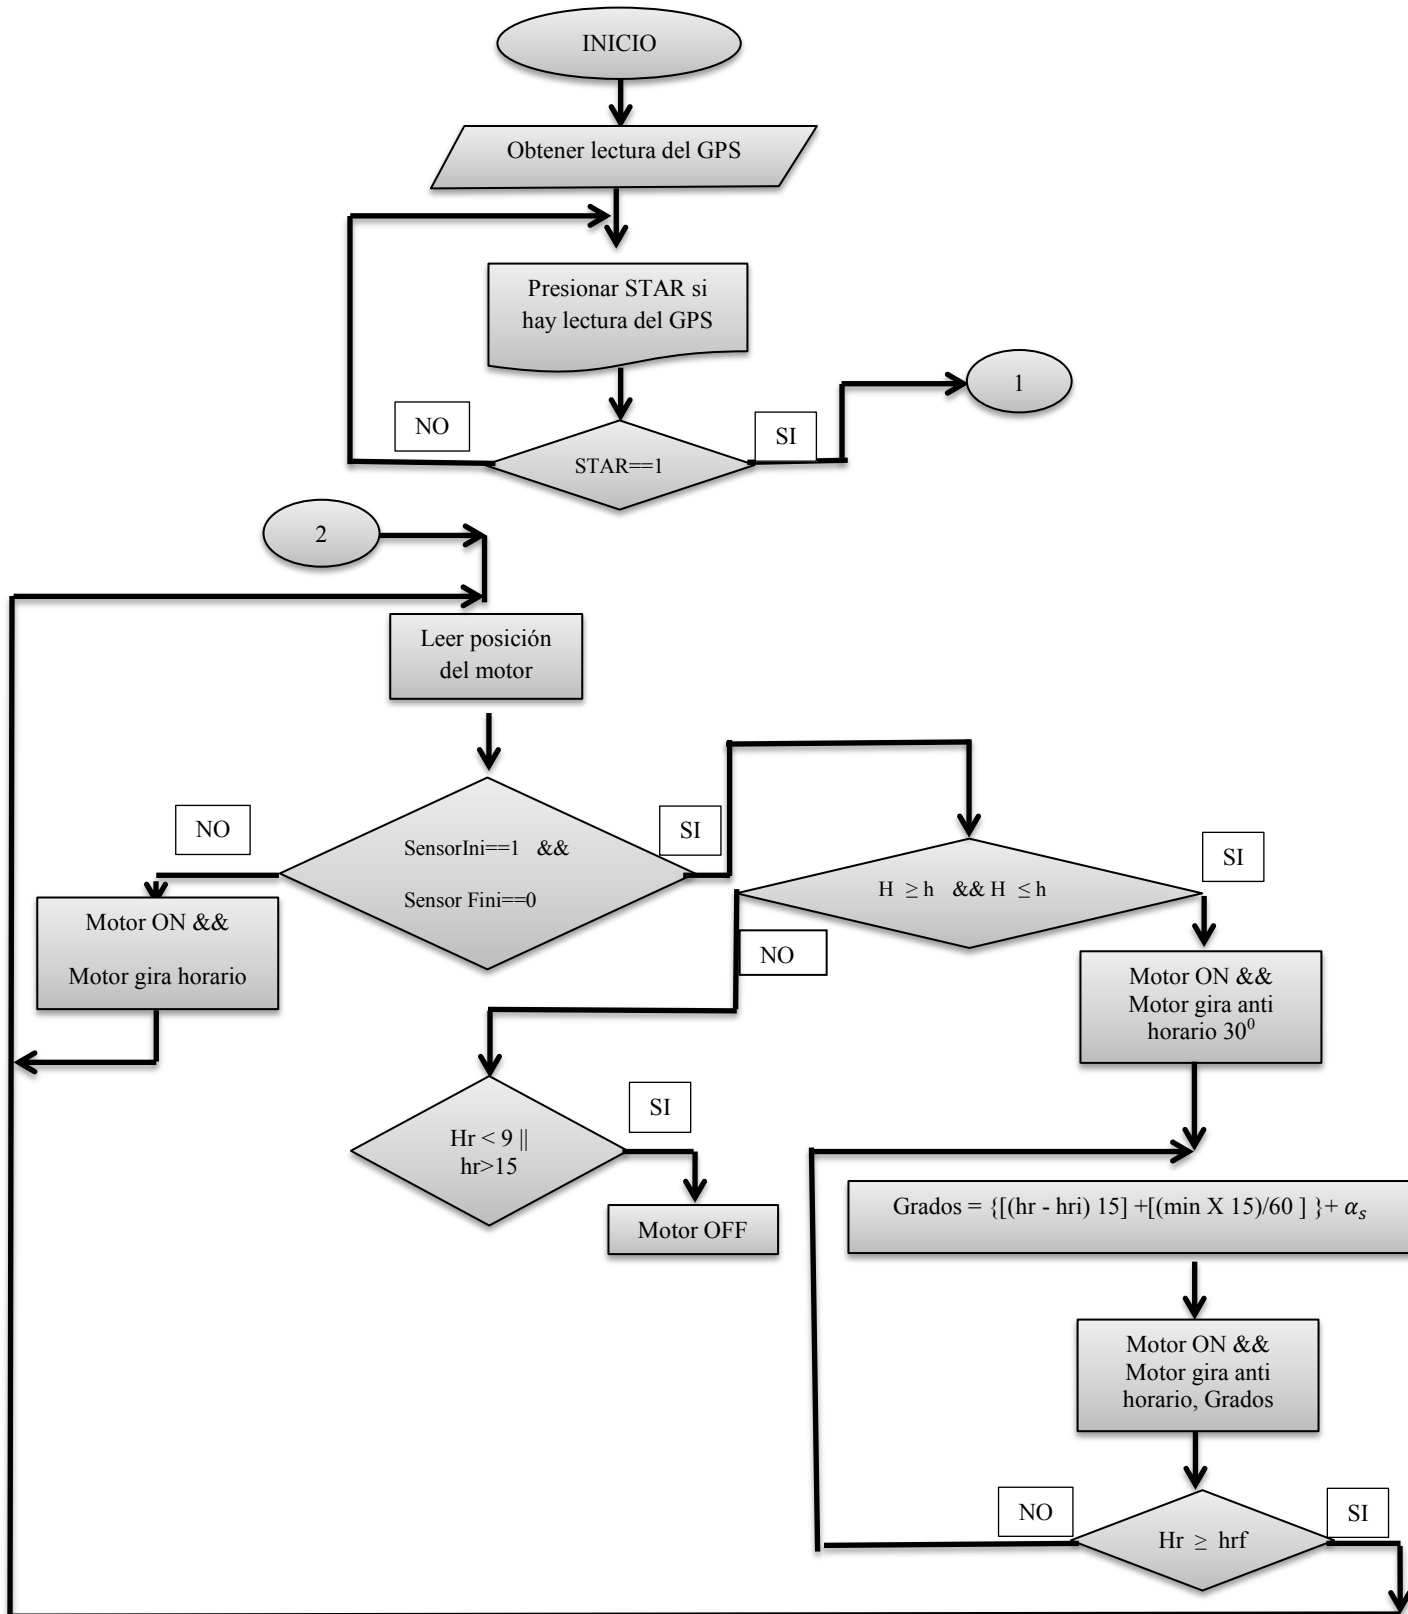 INICIO
Obtener lectura del GPS
Presionar STAR si
hay lectura del GPS
1
NO
SI
STAR==1
2
Leer posición
del motor
NO
SI
SensorIni==1 &&
Sensor Fini==0
SI
H ≥ h && H ≤ h
Motor ON &&
Motor gira horario
NO
Motor ON &&
Motor gira anti
horario 30⁰
SI
Hr < 9 ||
hr>15
Motor OFF
Grados = {[(hr - hri) 15] +[(min X 15)/60 ] }+ αₛ
Motor ON &&
Motor gira anti
horario, Grados
NO
SI
Hr ≥ hrf